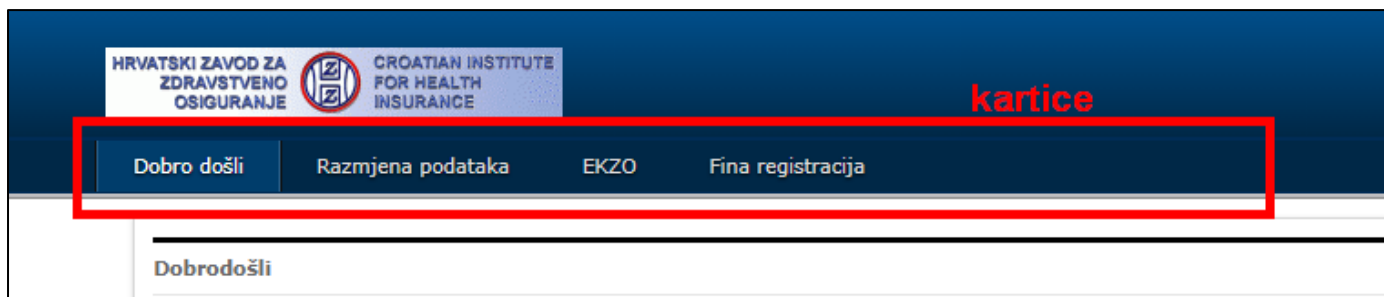 HRVATSKI ZAVOD ZA
ZDRAVSTVENO
OSIGURANJE
CROATIAN INSTITUTE
FOR HEALTH
INSURANCE
kartice
Dobro došli Razmjena podataka EKZO Fina registracija
Dobrodošli